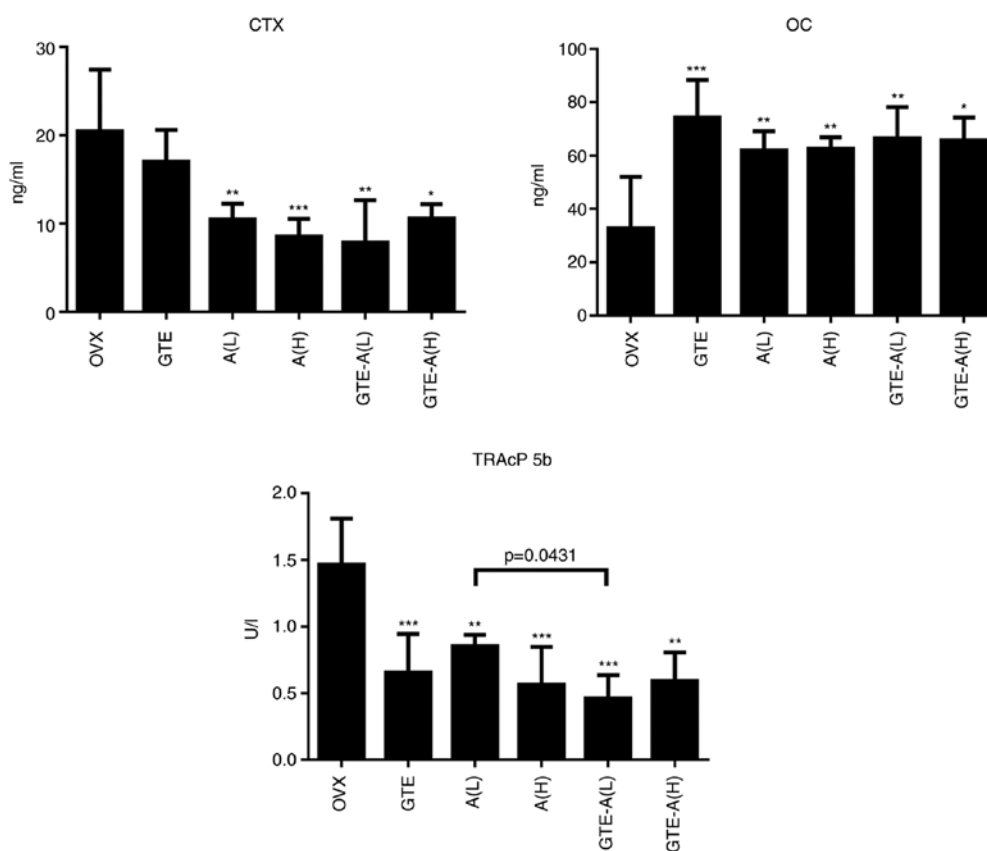 CTX
30
20
10
0
ng/ml
**
***
**
*
OVX
GTE
A(L)
A(H)
GTE-A(L)
GTE-A(H)
OC
100
80
60
40
20
0
ng/ml
***
**
**
**
*
OVX
GTE
A(L)
A(H)
GTE-A(L)
GTE-A(H)
TRAcP 5b
2.0
1.5
1.0
0.5
0.0
U/l
p=0.0431
***
**
***
***
**
OVX
GTE
A(L)
A(H)
GTE-A(L)
GTE-A(H)